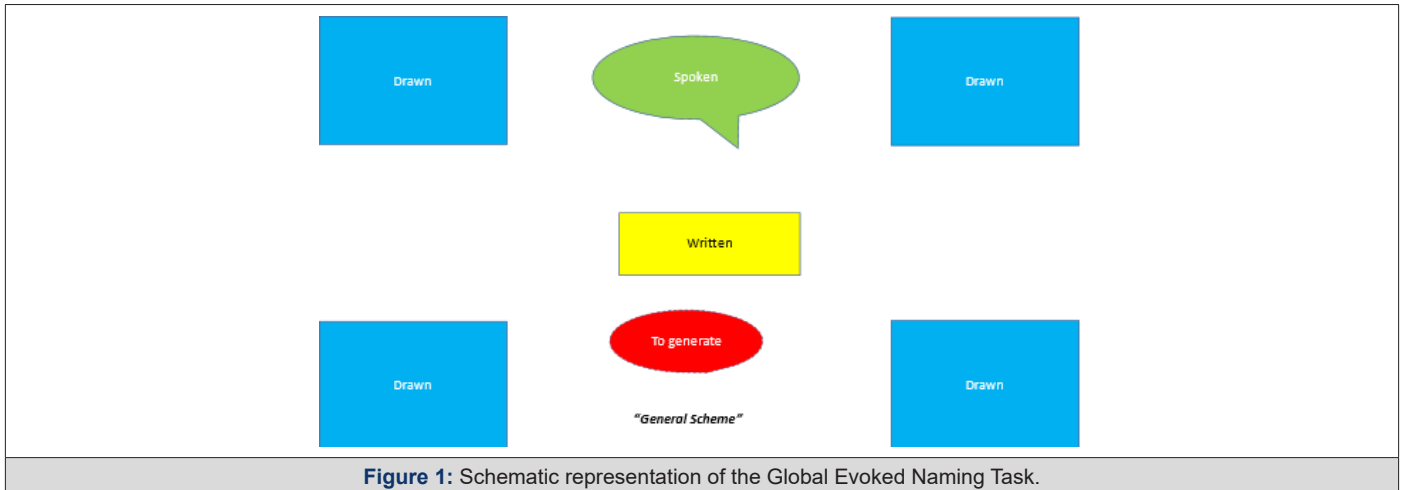 Drawn
Spoken
Drawn
Written
To generate
Drawn
Drawn
“General Scheme”
Figure 1: Schematic representation of the Global Evoked Naming Task.